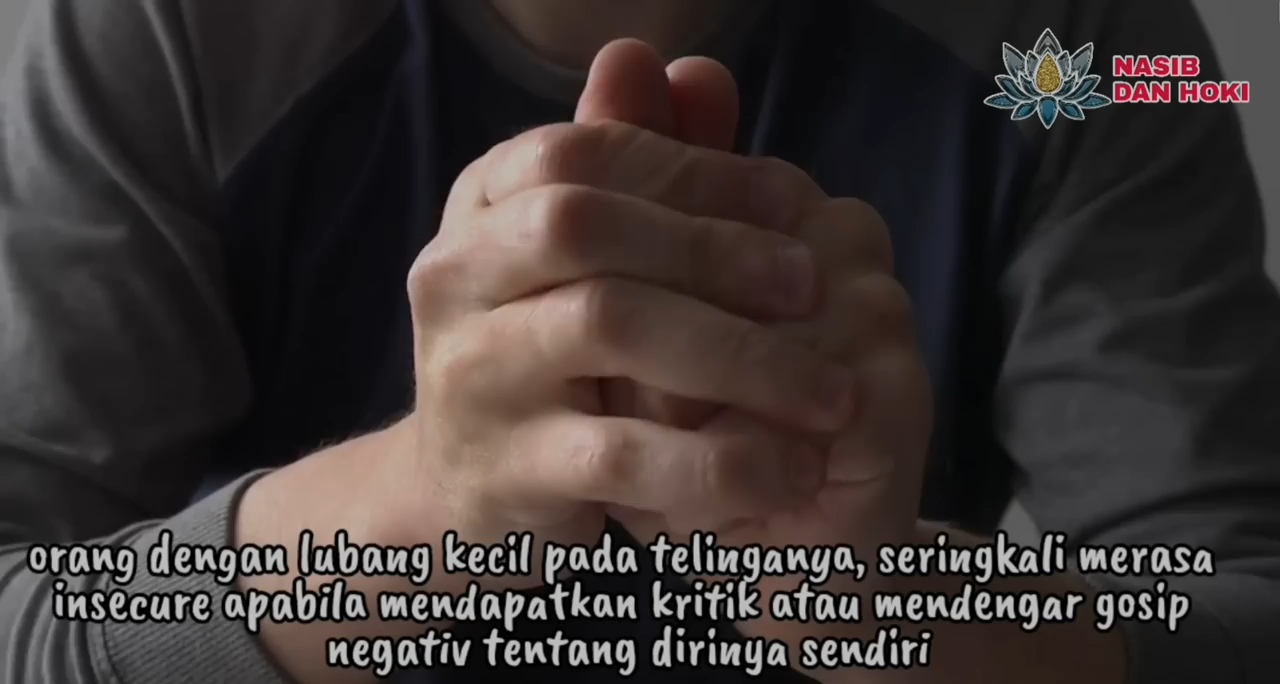 NASIB
DAN HOKI
orang dengan lubang kecil pada telinganya, seringkali merasa
insecure apabila mendapatkan kritik atau mendengar gosip
negativ tentang dirinya sendiri